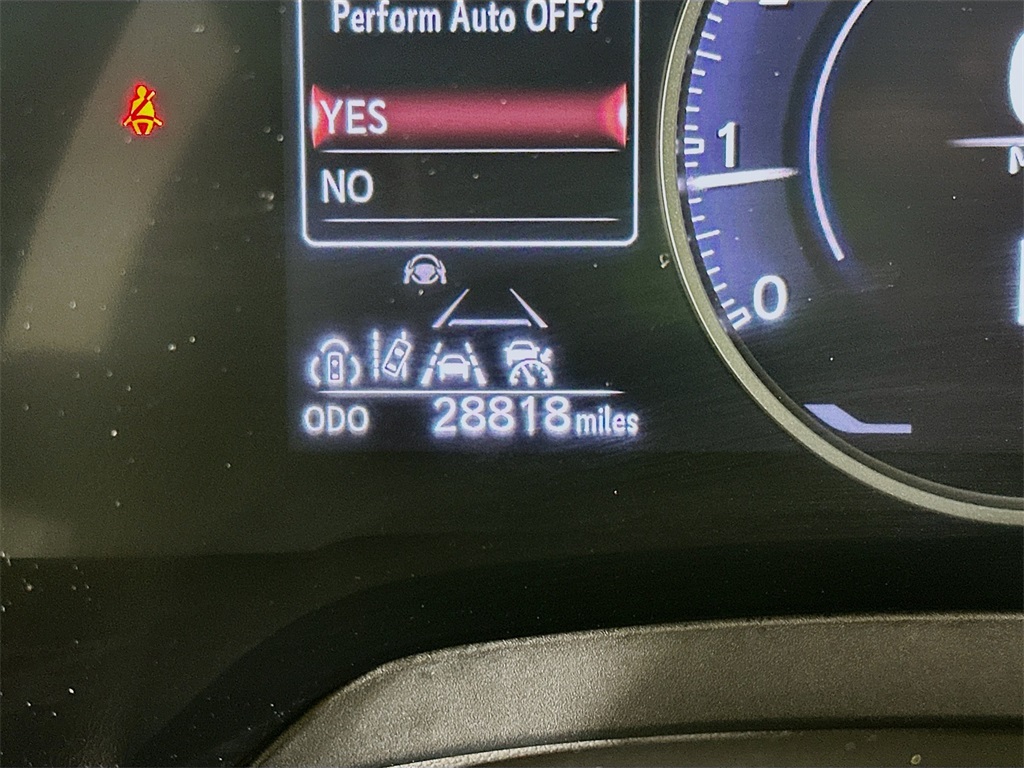 Perform Auto OFF?
YES
NO
ODO 28818 miles
1
0